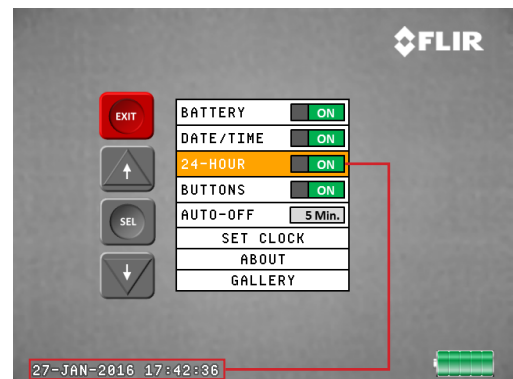 FLIR
EXIT
BATTERY ON
DATE/TIME ON
24-HOUR ON
BUTTONS ON
SEL
AUTO-OFF 5 Min.
SET CLOCK
ABOUT
GALLERY
27-JAN-2016 17:42:36